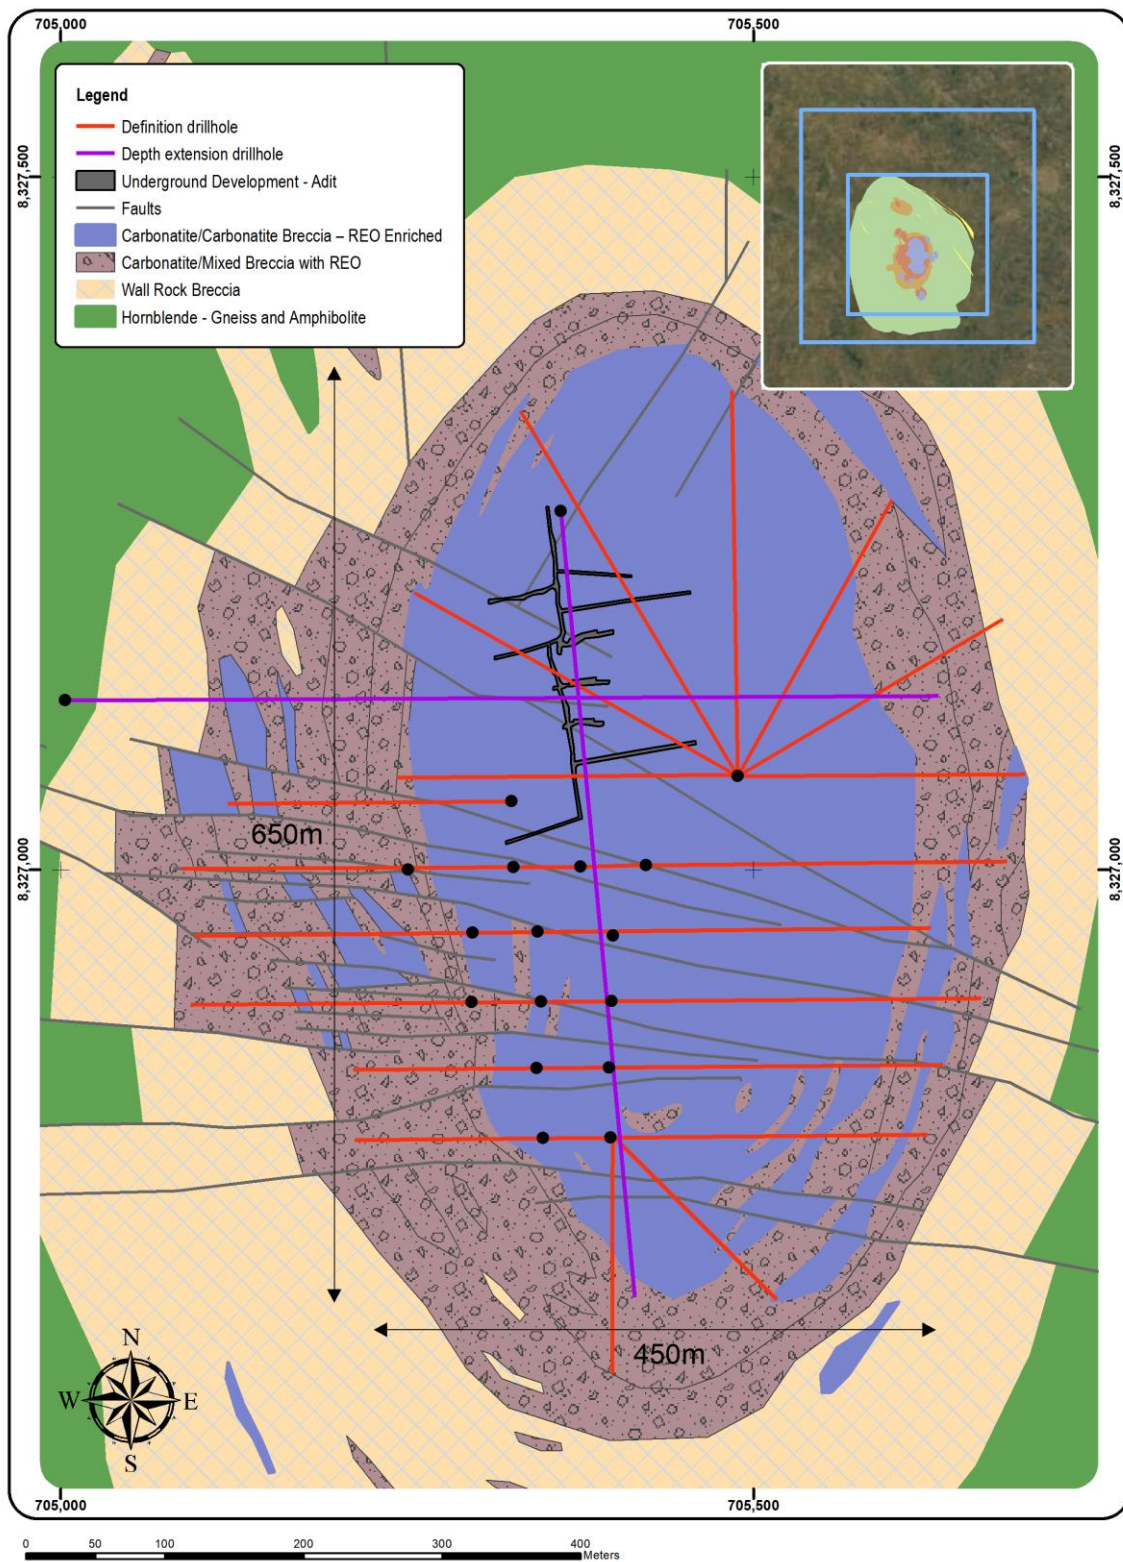 705,000
705,500
8,327,500
8,327,500
Legend
Definition drillhole
Depth extension drillhole
Underground Development - Adit
Faults
Carbonatite/Carbonatite Breccia – REO Enriched
Carbonatite/Mixed Breccia with REO
Wall Rock Breccia
Hornblende - Gneiss and Amphibolite
650m
8,327,000
8,327,000
450m
N
W
E
S
705,000
705,500
0 50 100 200 300 400
Meters